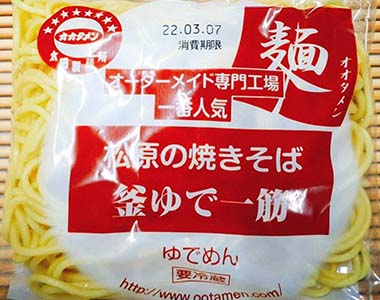 オオタメン
22.03.07
消費期限
麺
オオタメン
オーダーメイド専門工場
一番人気
松原の焼きそば
釜ゆで一筋
ゆでめん
要冷蔵
http://www.ootamen.com/